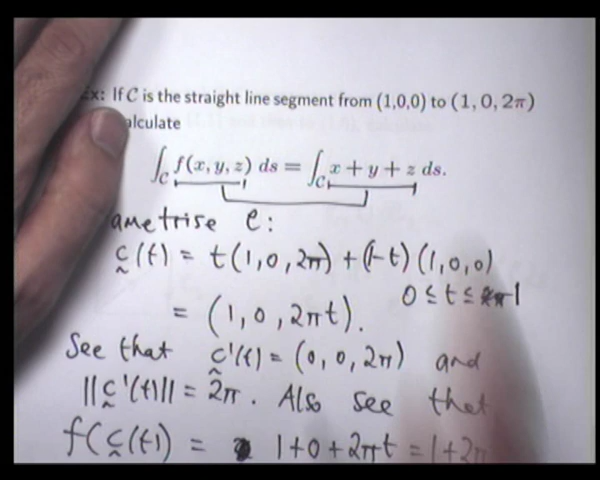 Ex: If C is the straight line segment from (1,0,0) to (1, 0, 2π)
alculate
∫_C f(x, y, z) ds = ∫_C x + y + z ds.
ametrise C:
c(t) = t(1,0,2π) + (1-t)(1,0,0)
0 ≤ t ≤ 1
= (1,0,2πt).
See that c'(t) = (0,0,2π) and
||c'(t)|| = 2π. Also see that
f(c(t)) = 1+0+2πt = 1+2π